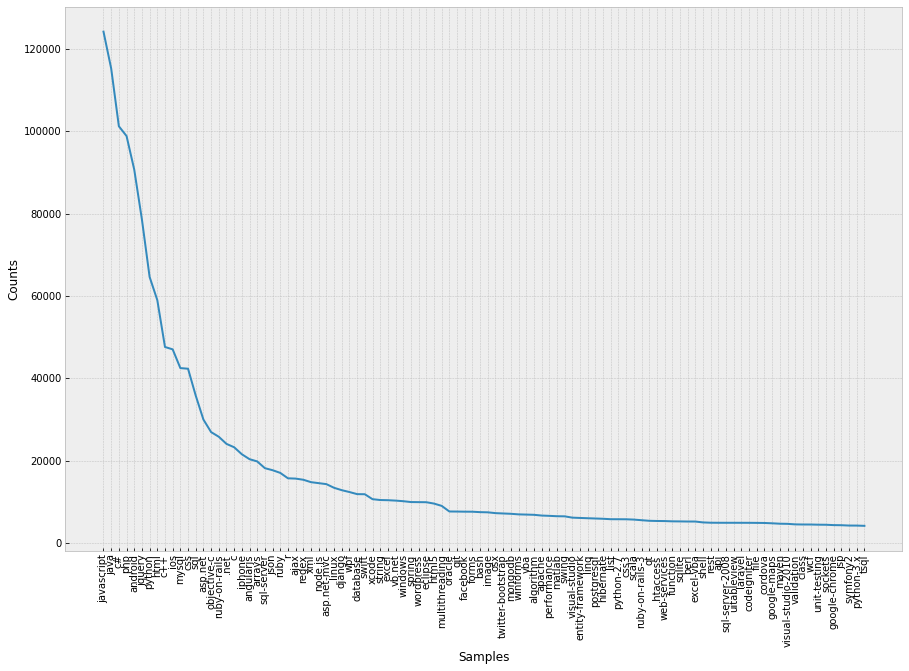 120000
100000
80000
60000
40000
20000
0
Counts
javascript
java
c#
php
android
jquery
python
html
c++
ios
mysql
css
sql
asp.net
objective-c
ruby-on-rails
.net
c
iphone
angularjs
arrays
sql-server
json
ruby
r
ajax
regex
xml
node.js
asp.net-mvc
linux
django
wpf
database
swift
xcode
string
excel
vb.net
windows
spring
wordpress
eclipse
html5
multithreading
oracle
git
facebook
forms
bash
image
osx
twitter-bootstrap
mongodb
winforms
vba
algorithm
apache
performance
matlab
swing
visual-studio
entity-framework
linq
postgresql
hibernate
list
python-2.7
css3
scala
ruby-on-rails-3
qt
.htaccess
web-services
function
sqlite
perl
excel-vba
shell
rest
api
sql-server-2008
uitableview
laravel
codeigniter
file
cordova
google-maps
maven
visual-studio-2010
validation
class
wcf
sockets
unit-testing
google-chrome
jsp
symfony2
python-3.x
tsql
Samples